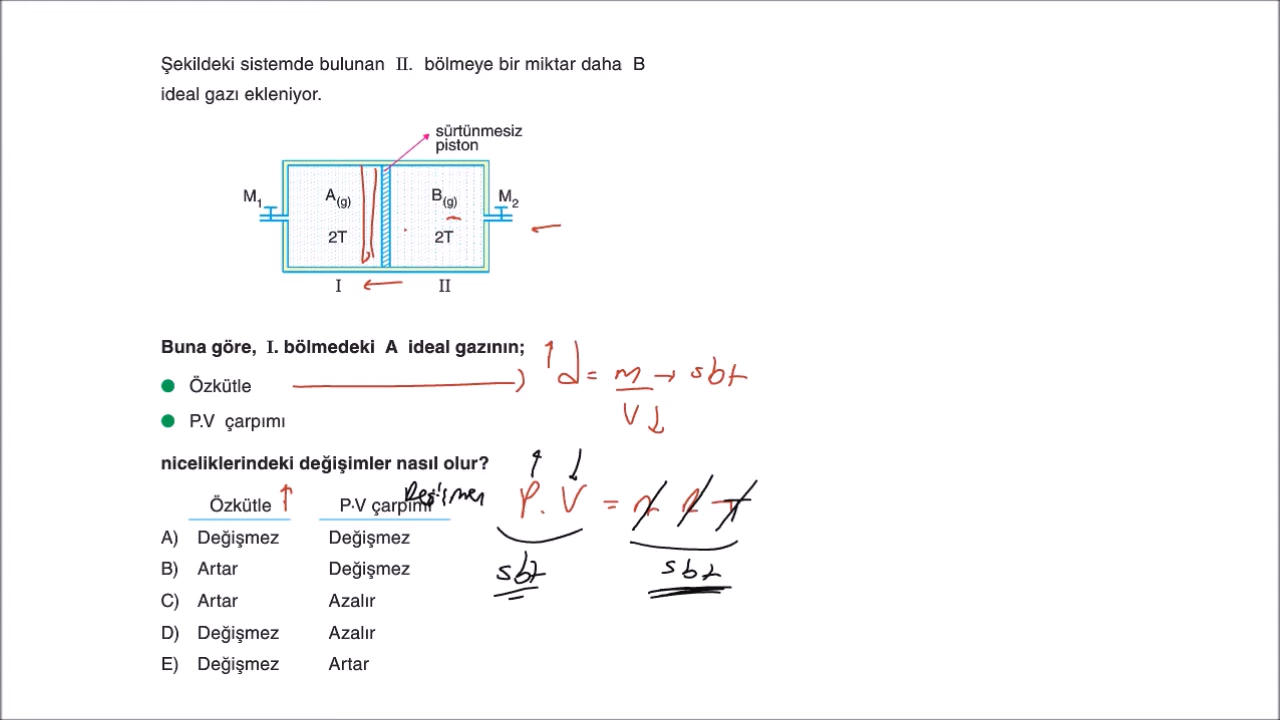 Şekildeki sistemde bulunan II. bölmeye bir miktar daha B
ideal gazı ekleniyor.
sürtünmesiz
piston
M₁ A(g) B(g) M₂
2T 2T
I II
Buna göre, I. bölmedeki A ideal gazının;
Özkütle ↑ d = m/V ↓ → sbt
P.V çarpımı
niceliklerindeki değişimler nasıl olur?
Değişmez
Özkütle ↑ P·V çarpımı
P. V = n R T
A) Değişmez Değişmez
B) Artar Değişmez
sbt sbt
C) Artar Azalır
D) Değişmez Azalır
E) Değişmez Artar